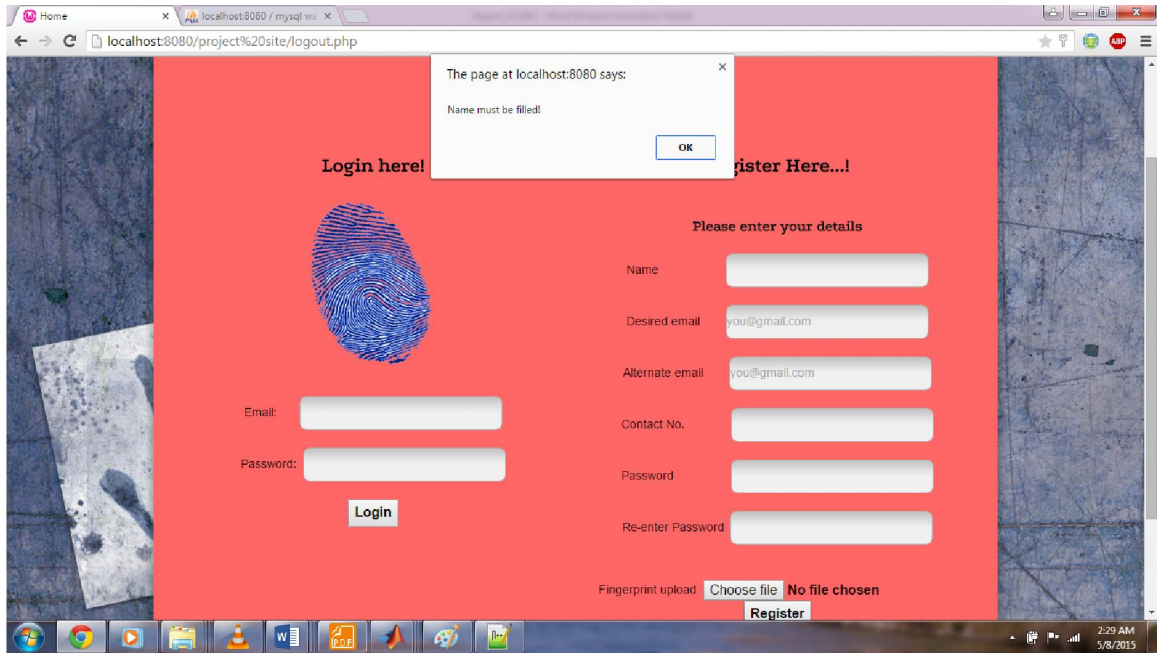 Home
localhost:8080 / mysql wa
localhost:8080/project%20site/logout.php
ABP
The page at localhost:8080 says:
Name must be filled!
OK
Login here!
gister Here...!
Please enter your details
Name
Desired email you@gmail.com
Alternate email you@gmail.com
Contact No.
Password
Re-enter Password
Fingerprint upload Choose file No file chosen
Register
Email:
Password:
Login
2:29 AM
5/8/2015